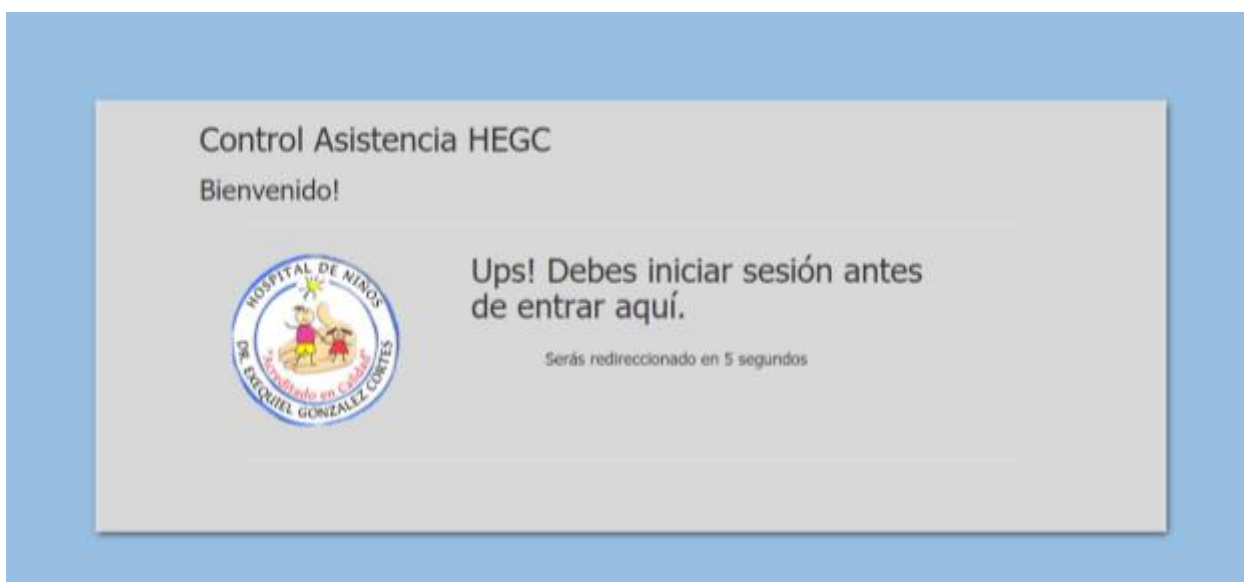 Control Asistencia HEGC
Bienvenido!
HOSPITAL DE NIÑOS
Ups! Debes iniciar sesión antes
de entrar aquí.
"Acreditado en Calidad"
DR. EXEQUIEL GONZALEZ CORTES
Serás redireccionado en 5 segundos